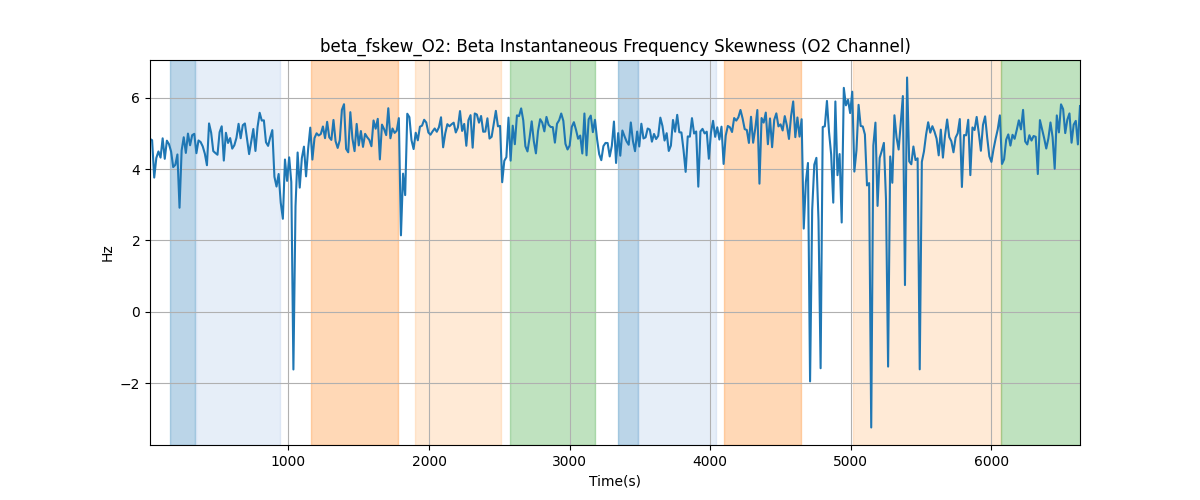 beta_fskew_O2: Beta Instantaneous Frequency Skewness (O2 Channel)
6
4
2
0
−2
Hz
1000 2000 3000 4000 5000 6000
Time(s)